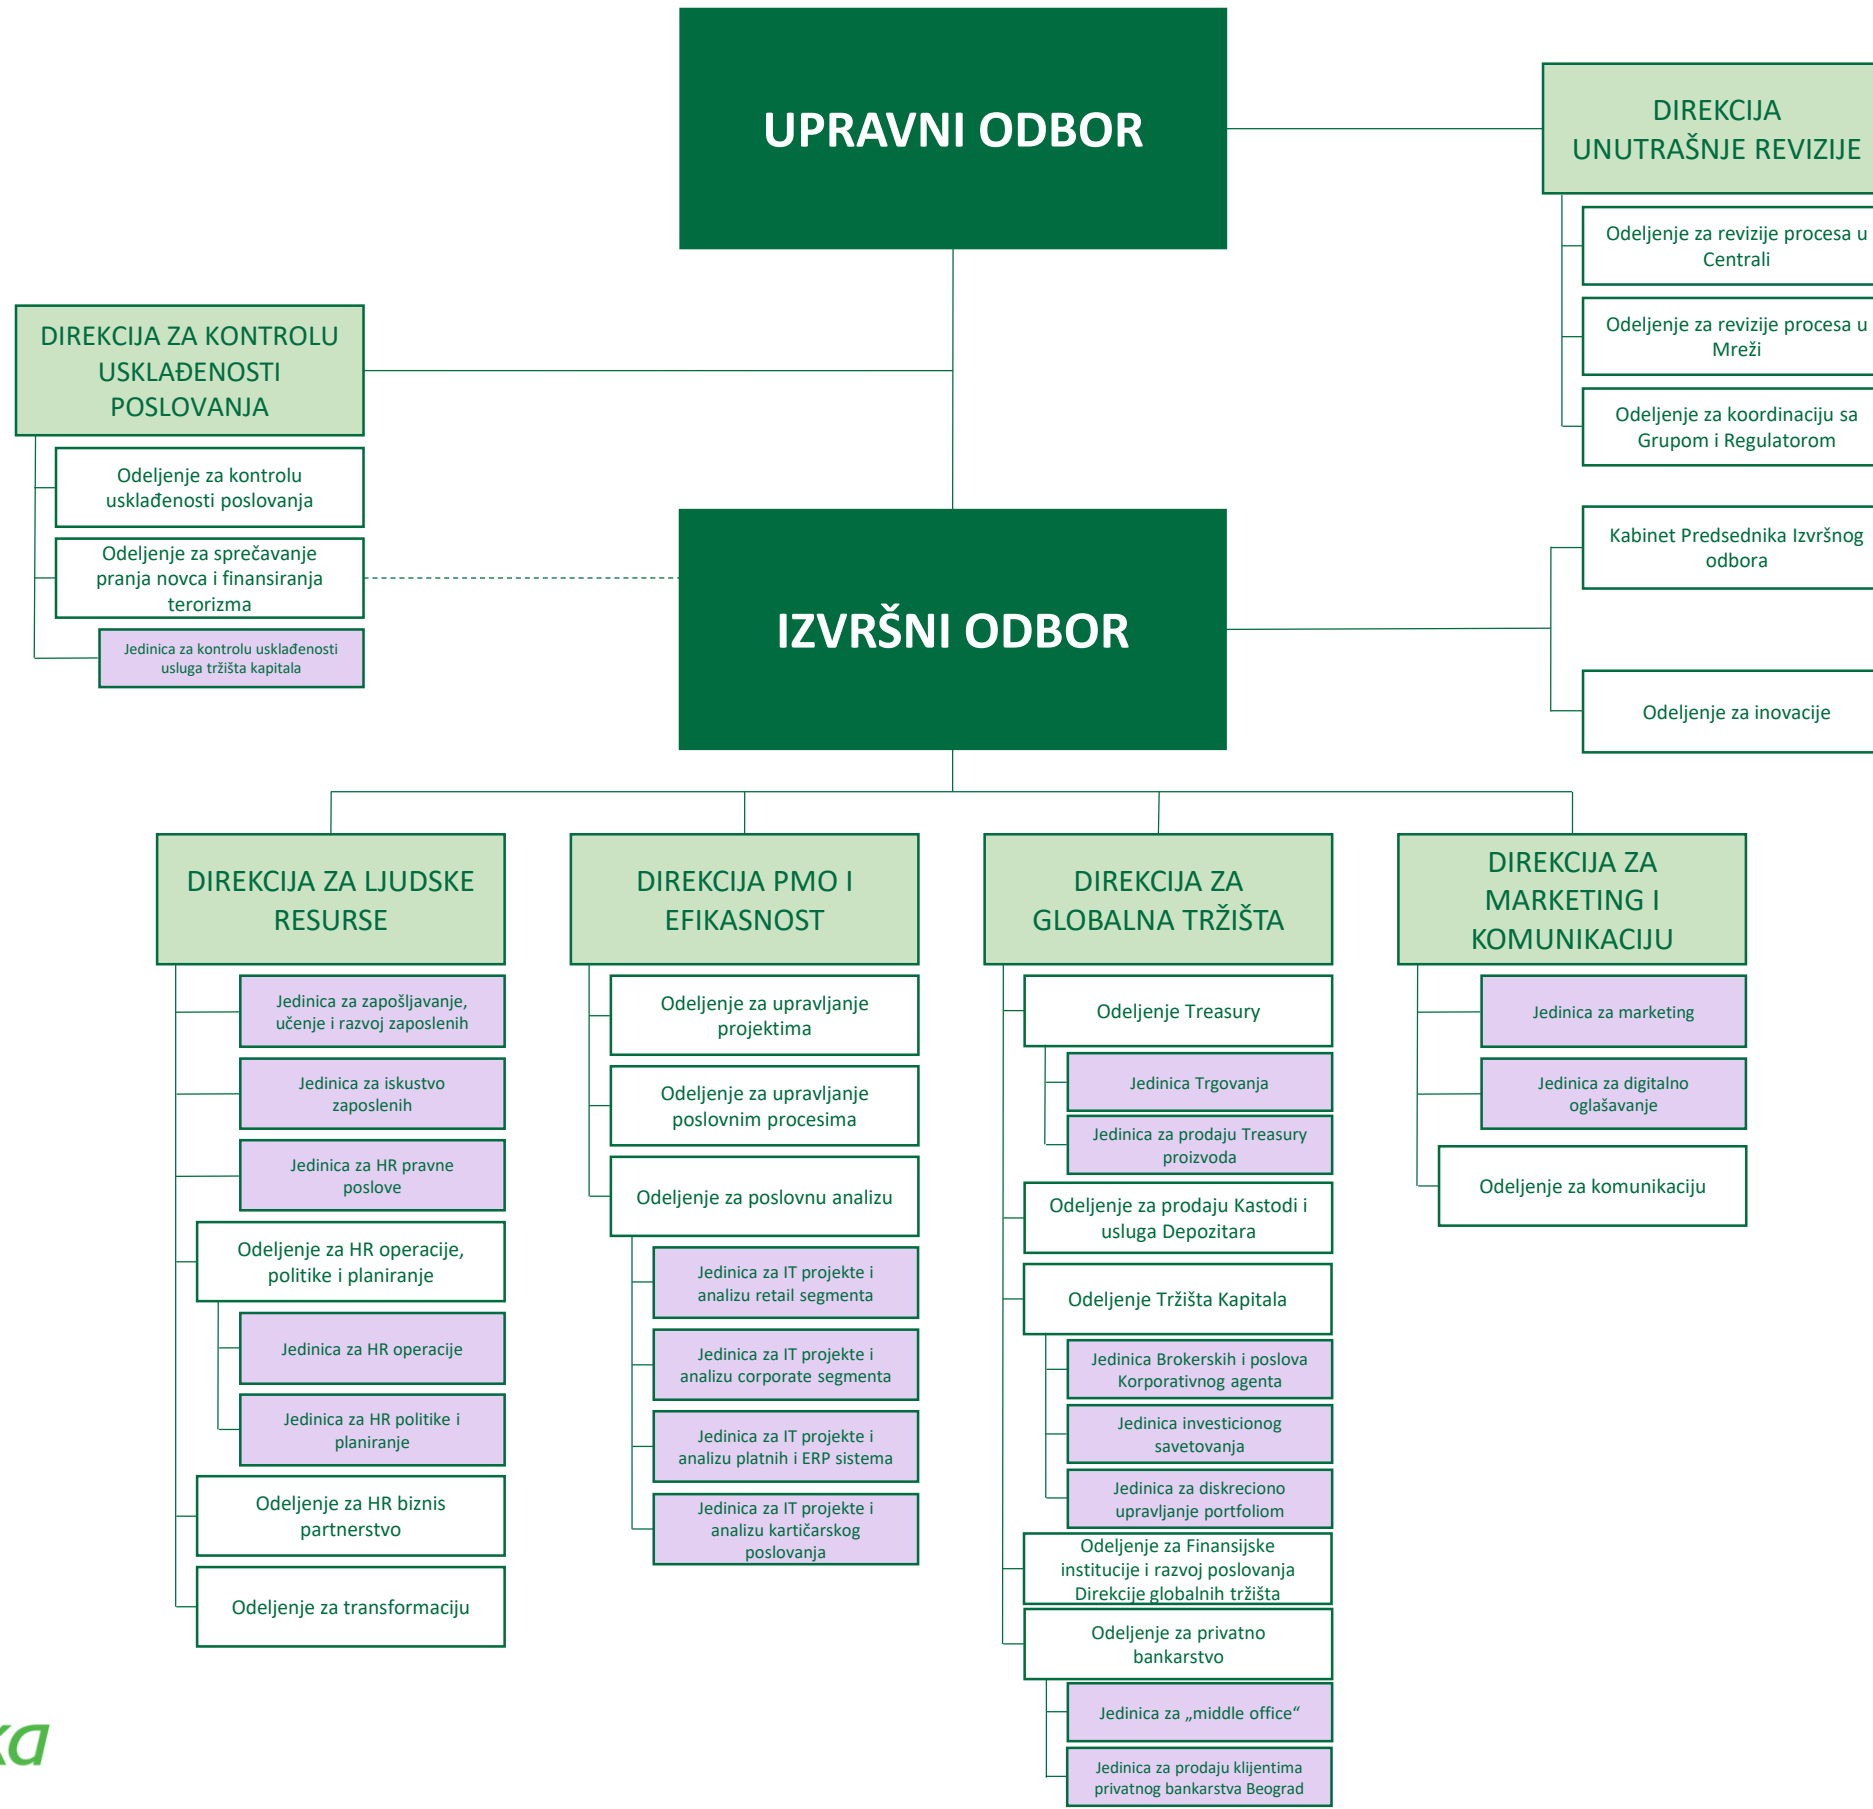 UPRAVNI ODBOR
DIREKCIJA
UNUTRAŠNJE REVIZIJE
Odeljenje za revizije procesa u
Centrali
Odeljenje za revizije procesa u
Mreži
Odeljenje za koordinaciju sa
Grupom i Regulatorom
DIREKCIJA ZA KONTROLU
USKLAĐENOSTI
POSLOVANJA
Odeljenje za kontrolu
usklađenosti poslovanja
Odeljenje za sprečavanje
pranja novca i finansiranja
terorizma
Jedinica za kontrolu usklađenosti
usluga tržišta kapitala
IZVRŠNI ODBOR
Kabinet Predsednika Izvršnog
odbora
Odeljenje za inovacije
DIREKCIJA ZA LJUDSKE
RESURSE
Jedinica za zapošljavanje,
učenje i razvoj zaposlenih
Jedinica za iskustvo
zaposlenih
Jedinica za HR pravne
poslove
Odeljenje za HR operacije,
politike i planiranje
Jedinica za HR operacije
Jedinica za HR politike i
planiranje
Odeljenje za HR biznis
partnerstvo
Odeljenje za transformaciju
DIREKCIJA PMO I
EFIKASNOST
Odeljenje za upravljanje
projektima
Odeljenje za upravljanje
poslovnim procesima
Odeljenje za poslovnu analizu
Jedinica za IT projekte i
analizu retail segmenta
Jedinica za IT projekte i
analizu corporate segmenta
Jedinica za IT projekte i
analizu platnih i ERP sistema
Jedinica za IT projekte i
analizu kartičarskog
poslovanja
DIREKCIJA ZA
GLOBALNA TRŽIŠTA
Odeljenje Treasury
Jedinica Trgovanja
Jedinica za prodaju Treasury
proizvoda
Odeljenje za prodaju Kastodi i
usluga Depozitara
Odeljenje Tržišta Kapitala
Jedinica Brokerskih i poslova
Korporativnog agenta
Jedinica investicionog
savetovanja
Jedinica za diskreciono
upravljanje portfoliom
Odeljenje za Finansijske
institucije i razvoj poslovanja
Direkcije globalnih tržišta
Odeljenje za privatno
bankarstvo
Jedinica za „middle office“
Jedinica za prodaju klijentima
privatnog bankarstva Beograd
DIREKCIJA ZA
MARKETING I
KOMUNIKACIJU
Jedinica za marketing
Jedinica za digitalno
oglašavanje
Odeljenje za komunikaciju